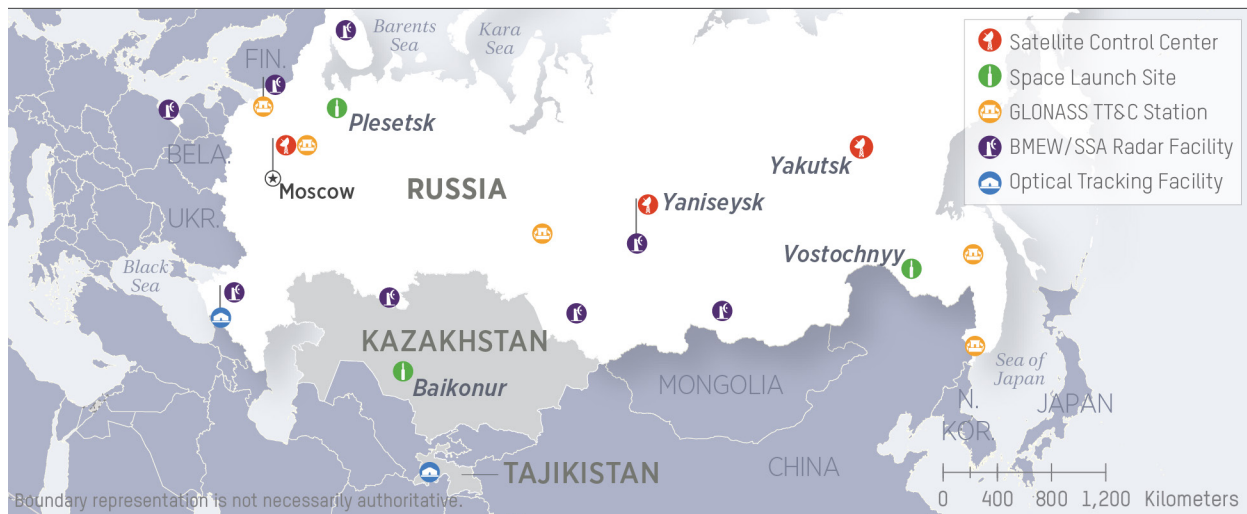 Barents
Sea
Kara
Sea
FIN.
Plesetsk
BELA.
Moscow
RUSSIA
UKR.
Black
Sea
Yakutsk
Yaniseysk
Vostochnyy
KAZAKHSTAN
Baikonur
MONGOLIA
Sea of
Japan
N.
KOR.
JAPAN
TAJIKISTAN
CHINA
Satellite Control Center
Space Launch Site
GLONASS TT&C Station
BMEW/SSA Radar Facility
Optical Tracking Facility
0 400 800 1,200 Kilometers
Boundary representation is not necessarily authoritative.